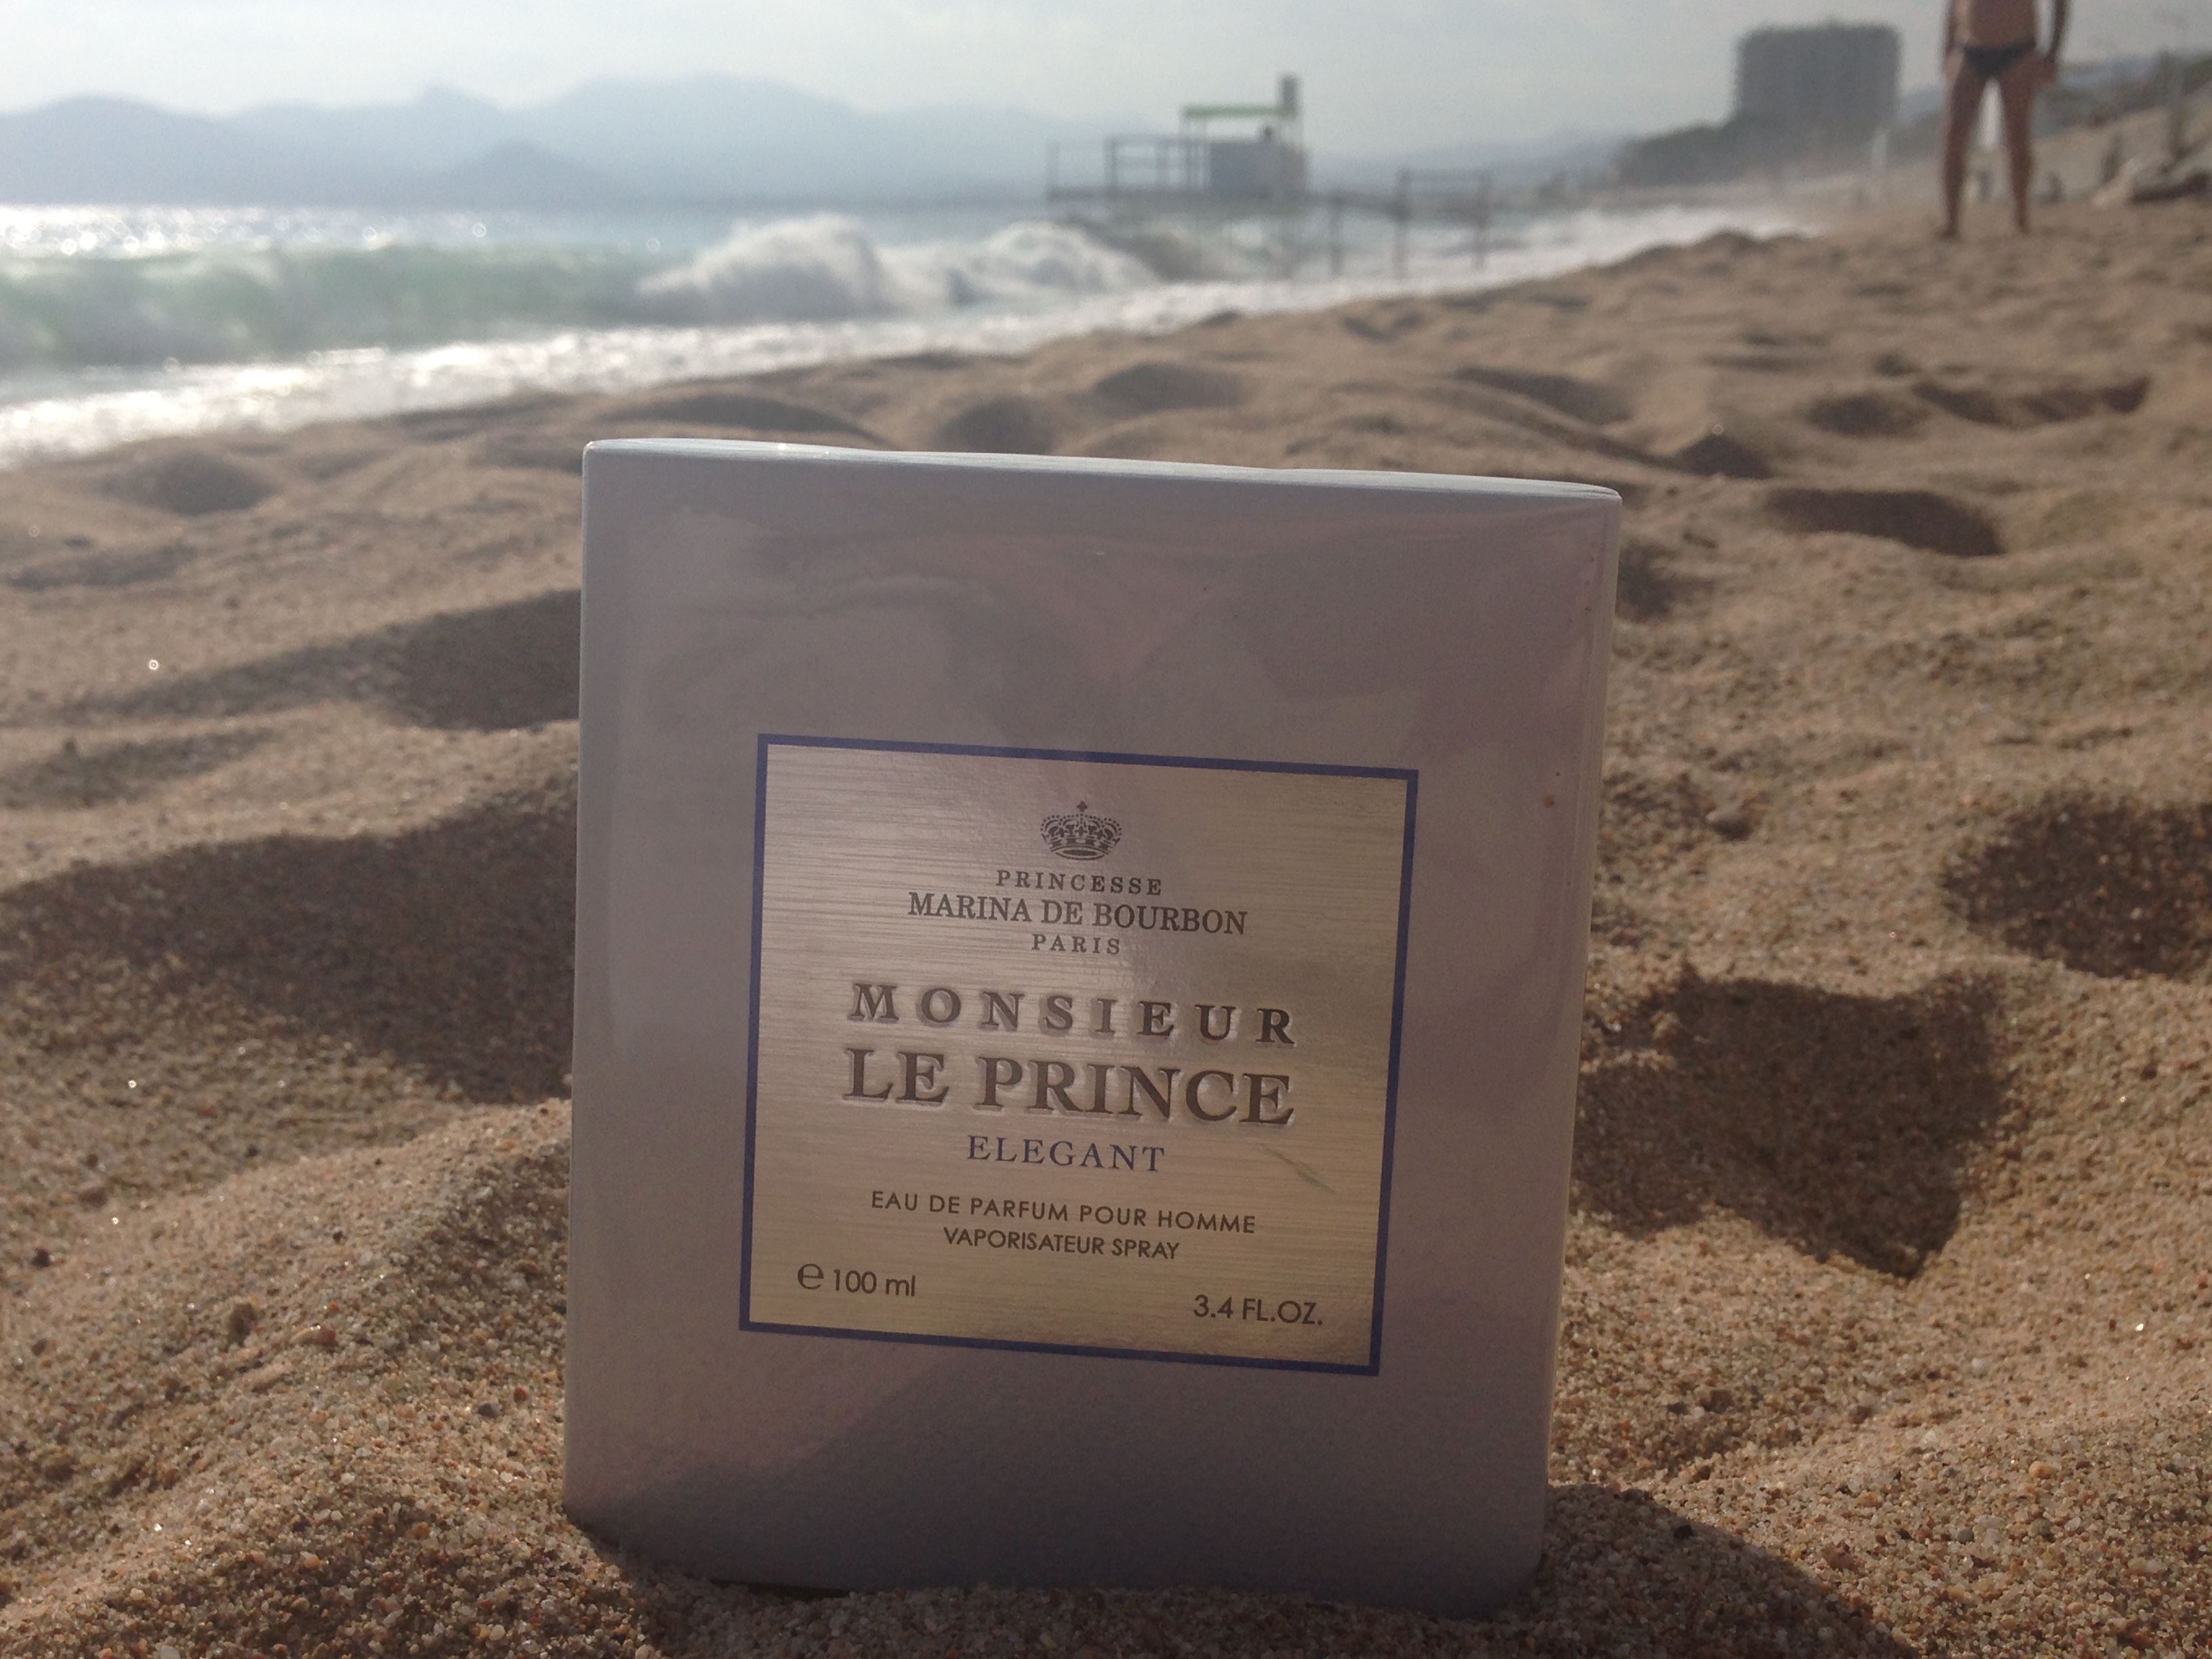 PRINCESSE
MARINA DE BOURBON
PARIS
MONSIEUR
LE PRINCE
ELEGANT
EAU DE PARFUM POUR HOMME
VAPORISATEUR SPRAY
℮ 100 ml
3.4 FL.OZ.